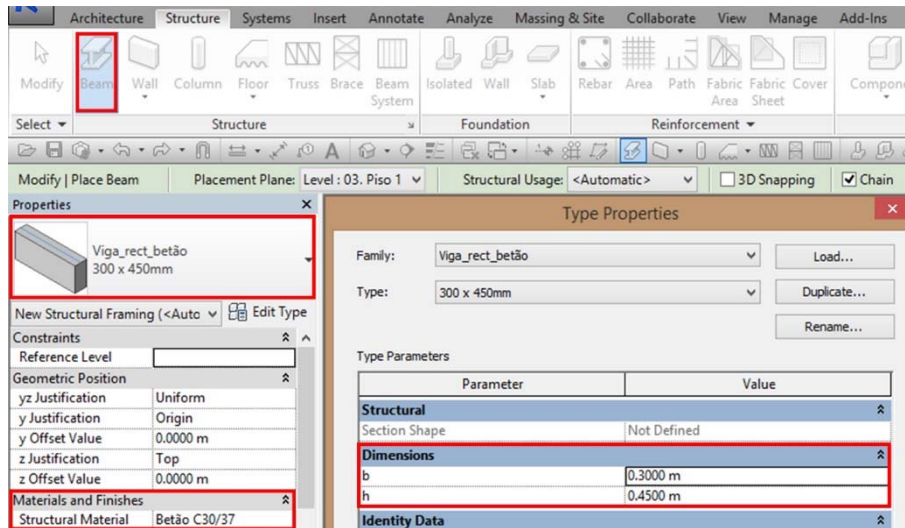 Architecture Structure Systems Insert Annotate Analyze Massing & Site Collaborate View Manage Add-Ins
Modify Beam Wall Column Floor Truss Brace Beam System Isolated Wall Slab Rebar Area Path Fabric Area Fabric Sheet Cover Compon
Select Structure Foundation Reinforcement
Modify | Place Beam Placement Plane: Level : 03. Piso 1 Structural Usage: <Automatic> 3D Snapping Chain
Properties
Viga_rect_betão
300 x 450mm
New Structural Framing (<Auto Edit Type
Constraints
Reference Level
Geometric Position
yz Justification Uniform
y Justification Origin
y Offset Value 0.0000 m
z Justification Top
z Offset Value 0.0000 m
Materials and Finishes
Structural Material Betão C30/37
Type Properties
Family: Viga_rect_betão Load...
Type: 300 x 450mm Duplicate...
Rename...
Type Parameters
Parameter Value
Structural
Section Shape Not Defined
Dimensions
b 0.3000 m
h 0.4500 m
Identity Data